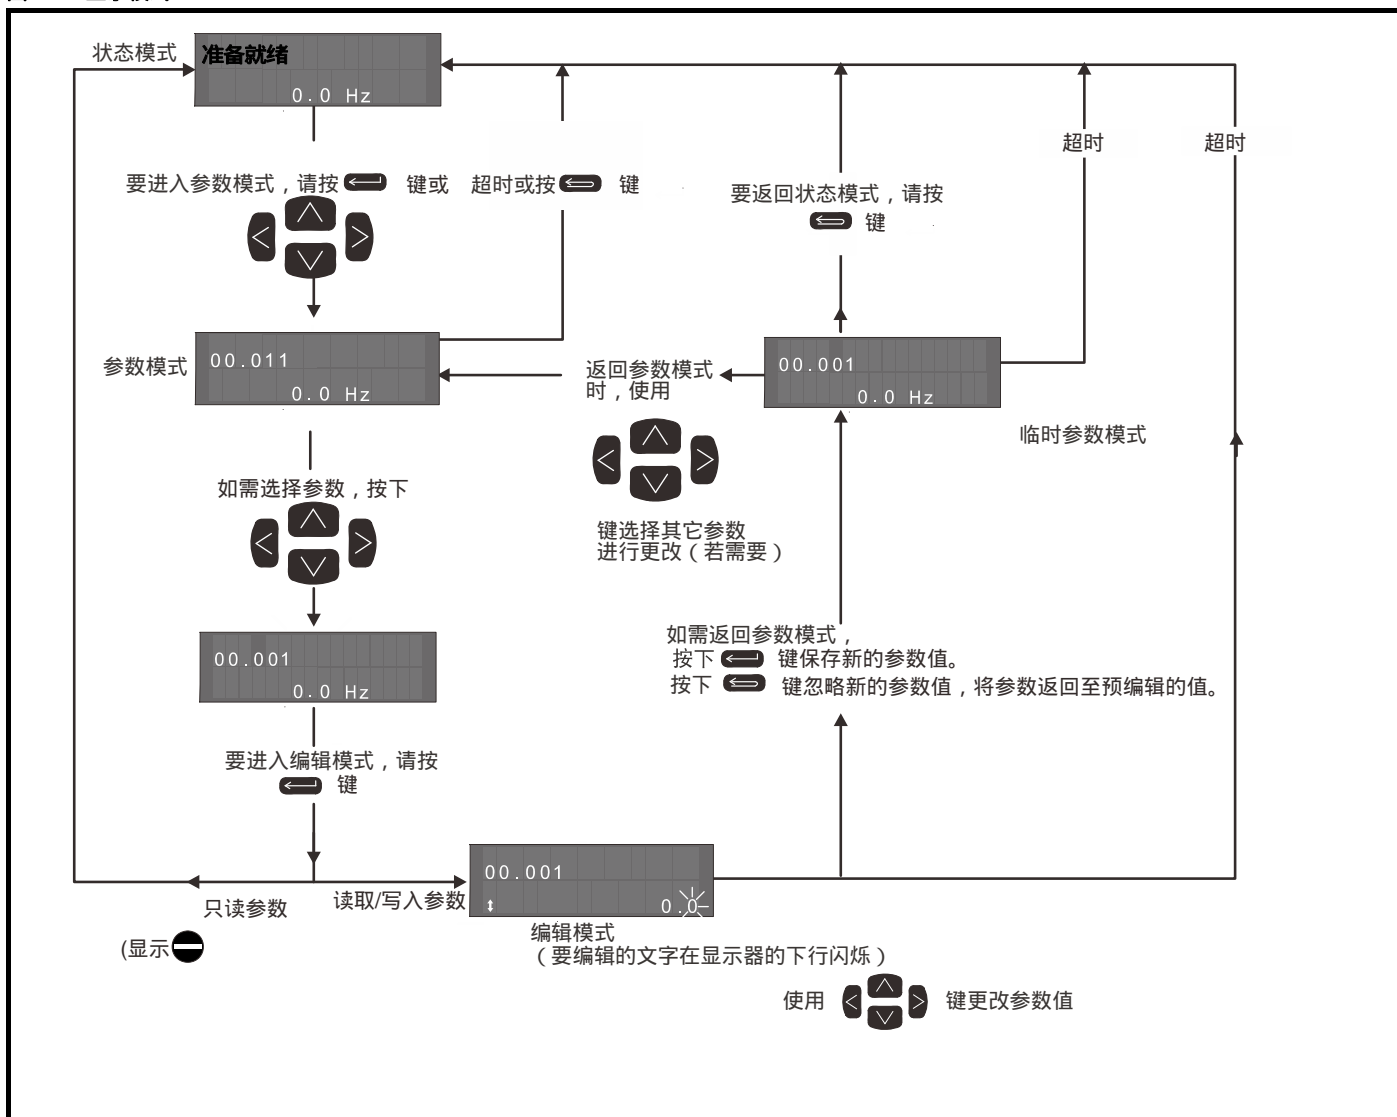 状态模式
准备就绪
0.0 Hz
超时
超时
要进入参数模式，请按 键或
超时或按 键
要返回状态模式，请按
键
参数模式
00.011
0.0 Hz
返回参数模式
时，使用
00.001
0.0 Hz
临时参数模式
如需选择参数，按下
键选择其它参数
进行更改（若需要）
00.001
0.0 Hz
如需返回参数模式，
按下 键保存新的参数值。
按下 键忽略新的参数值，将参数返回至预编辑的值。
要进入编辑模式，请按
键
只读参数
(显示
读取/写入参数
00.001
0.0
编辑模式
（要编辑的文字在显示器的下行闪烁）
使用 键更改参数值